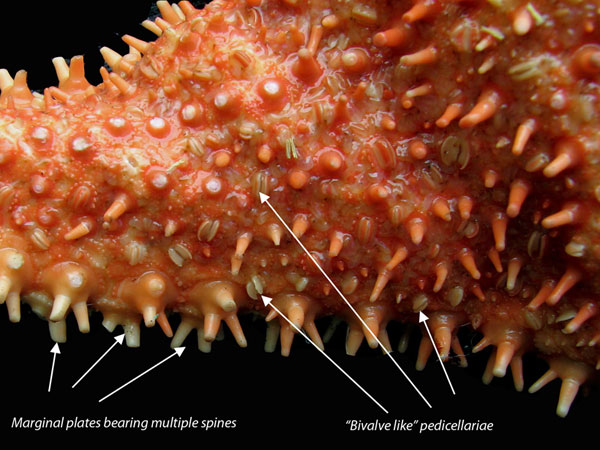 Marginal plates bearing multiple spines
“Bivalve like” pedicellariae